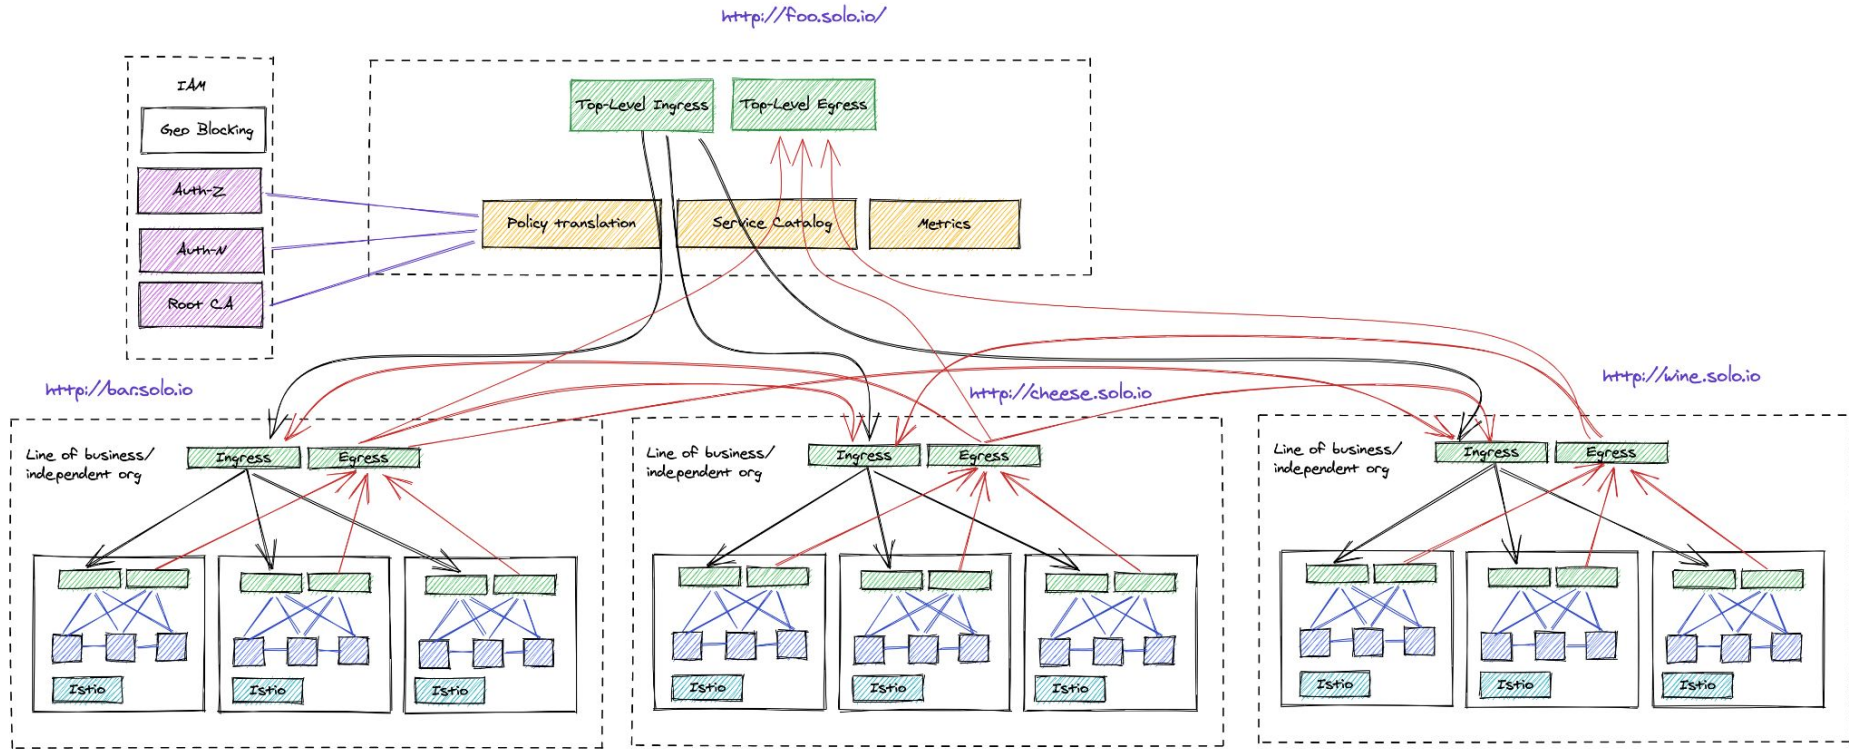 http://foo.solo.io/
IAM
Geo Blocking
Auth-Z
Auth-N
Root CA
Top-Level Ingress
Top-Level Egress
Policy translation
Service Catalog
Metrics
http://bar.solo.io
http://cheese.solo.io
http://wine.solo.io
Line of business/
independent org
Ingress
Egress
Istio
Istio
Istio
Line of business/
independent org
Ingress
Egress
Istio
Istio
Istio
Line of business/
independent org
Ingress
Egress
Istio
Istio
Istio